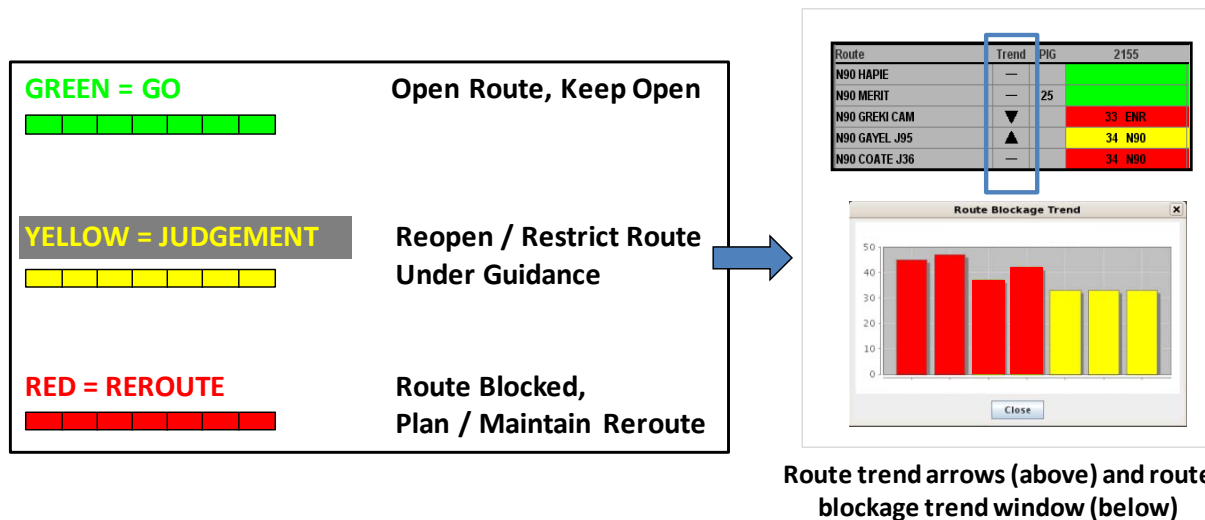 GREEN = GO
Open Route, Keep Open
YELLOW = JUDGEMENT
Reopen / Restrict Route
Under Guidance
RED = REROUTE
Route Blocked,
Plan / Maintain Reroute
Route Trend PIG 2155
N90 HAPIE —
N90 MERIT — 25
N90 GREKI CAM ▼ 33 ENR
N90 GAYEL J95 ▲ 34 N90
N90 COATE J36 — 34 N90
Route Blockage Trend
50
40
30
20
10
0
Close
Route trend arrows (above) and route
blockage trend window (below)